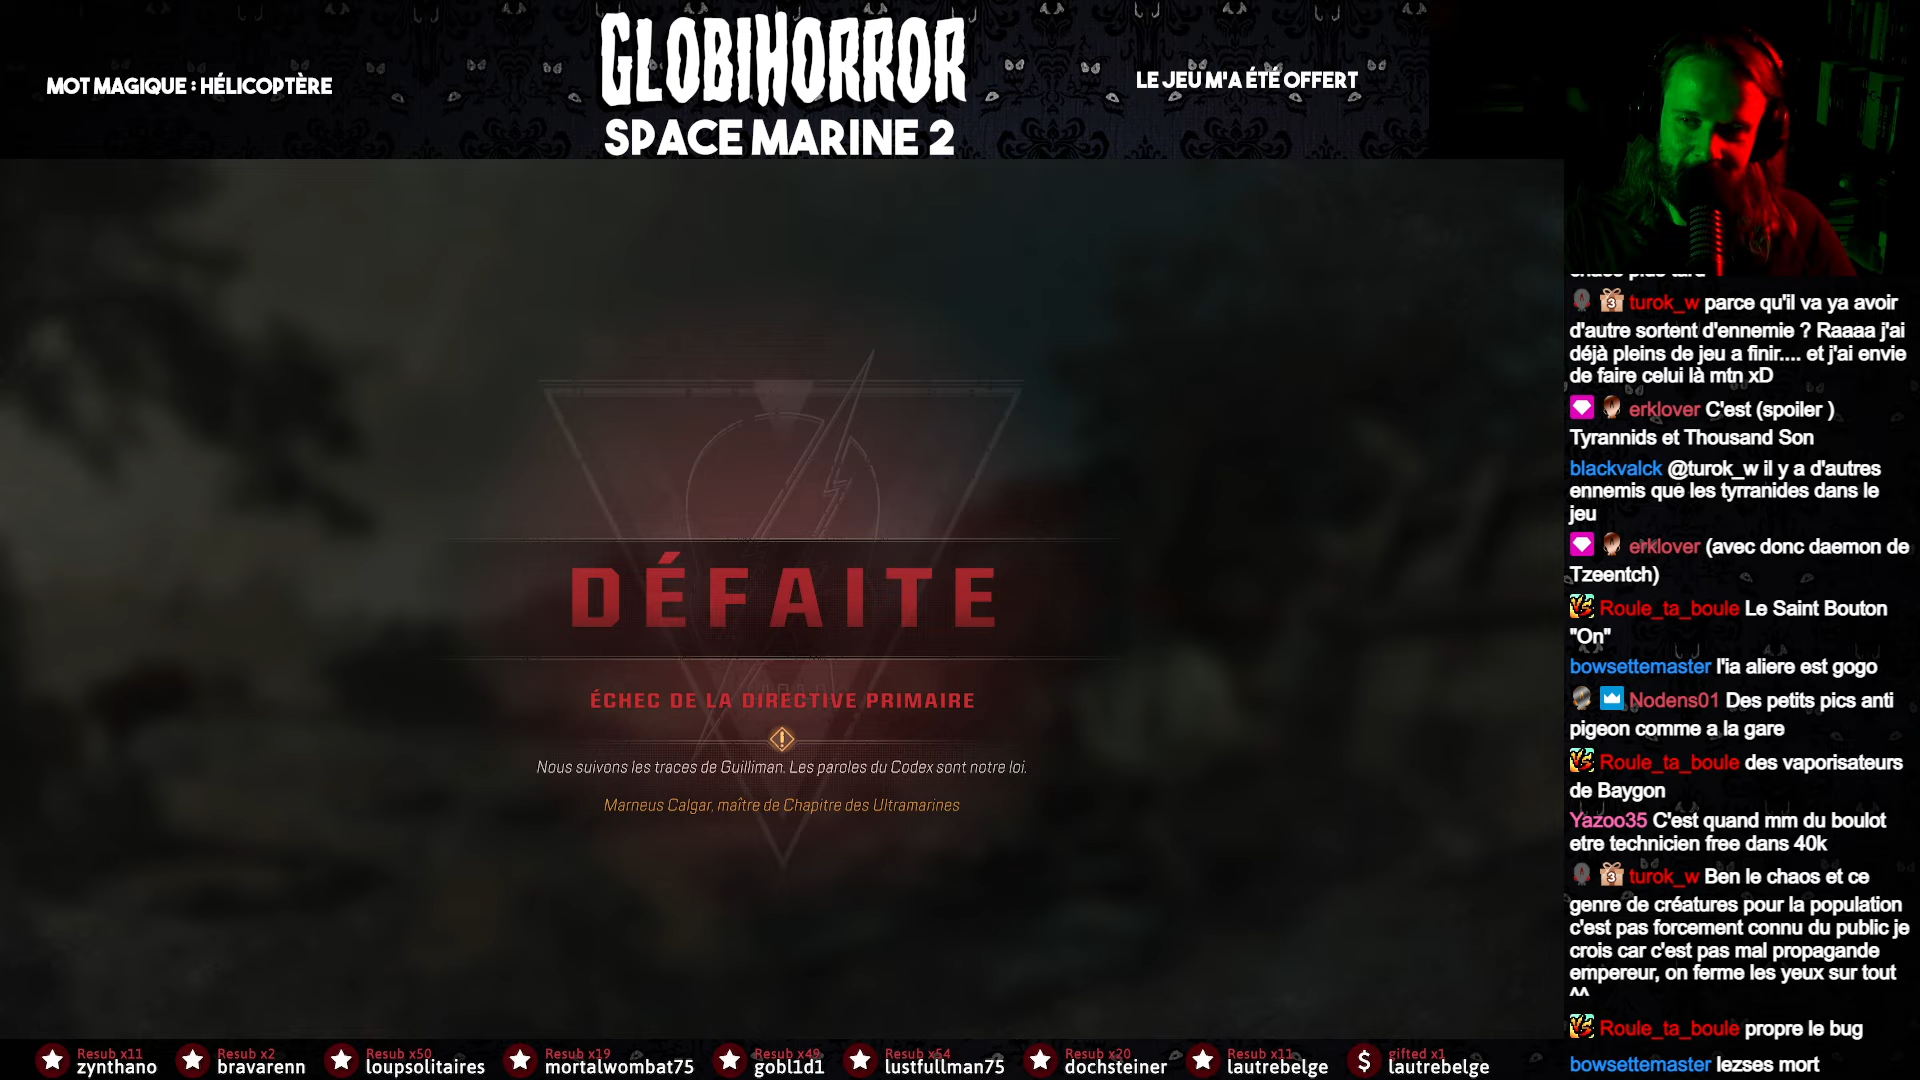 MOT MAGIQUE : HÉLICOPTÈRE
GLOBIHORROR
SPACE MARINE 2
LE JEU M'A ÉTÉ OFFERT
DÉFAITE
ÉCHEC DE LA DIRECTIVE PRIMAIRE
Nous suivons les traces de Guilliman. Les paroles du Codex sont notre loi.
Marneus Calgar, maître de Chapitre des Ultramarines
turok_w parce qu'il va ya avoir
d'autre sortent d'ennemie ? Raaaa j'ai
déjà pleins de jeu a finir.... et j'ai envie
de faire celui là mtn xD
erklover C'est (spoiler )
Tyrannids et Thousand Son
blackvalck @turok_w il y a d'autres
ennemis que les tyrranides dans le
jeu
erklover (avec donc daemon de
Tzeentch)
Roule_ta_boule Le Saint Bouton
"On"
bowsettemaster l'ia aliere est gogo
Nodens01 Des petits pics anti
pigeon comme a la gare
Roule_ta_boule des vaporisateurs
de Baygon
Yazoo35 C'est quand mm du boulot
etre technicien free dans 40k
turok_w Ben le chaos et ce
genre de créatures pour la population
c'est pas forcement connu du public je
crois car c'est pas mal propagande
empereur, on ferme les yeux sur tout
^^
Roule_ta_boule propre le bug
bowsettemaster lezses mort
Resub x11
zynthano
Resub x2
bravarenn
Resub x50
loupsolitaires
Resub x19
mortalwombat75
Resub x49
gobl1d1
Resub x54
lustfullman75
Resub x20
dochsteiner
Resub x11
lautrebelge
gifted x1
lautrebelge